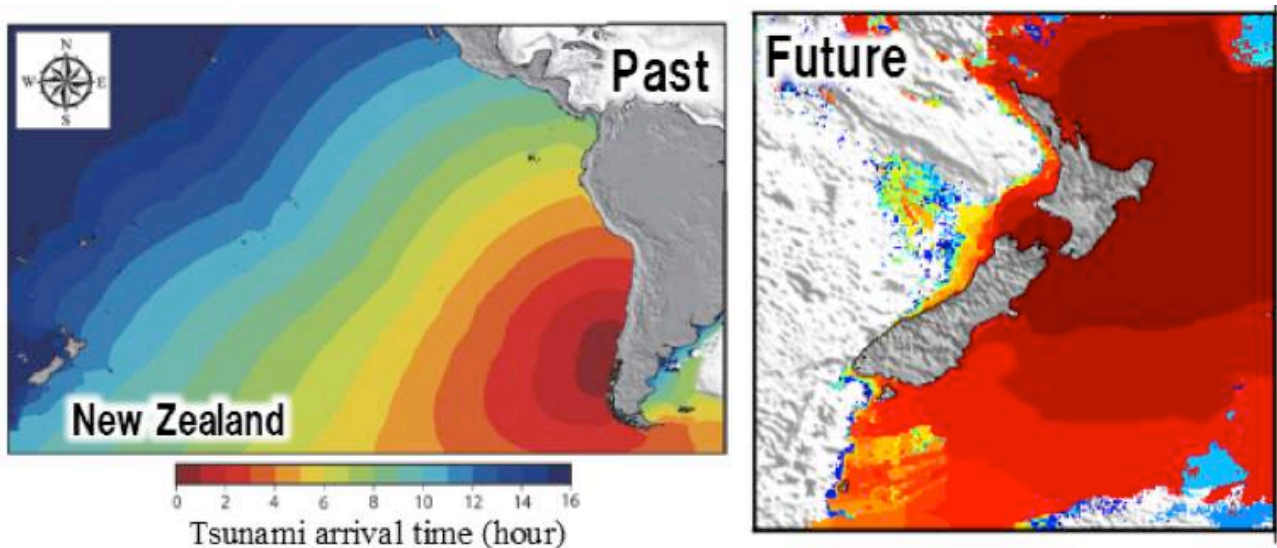 N
W E
S
Past
New Zealand
0 2 4 6 8 10 12 14 16
Tsunami arrival time (hour)
Future